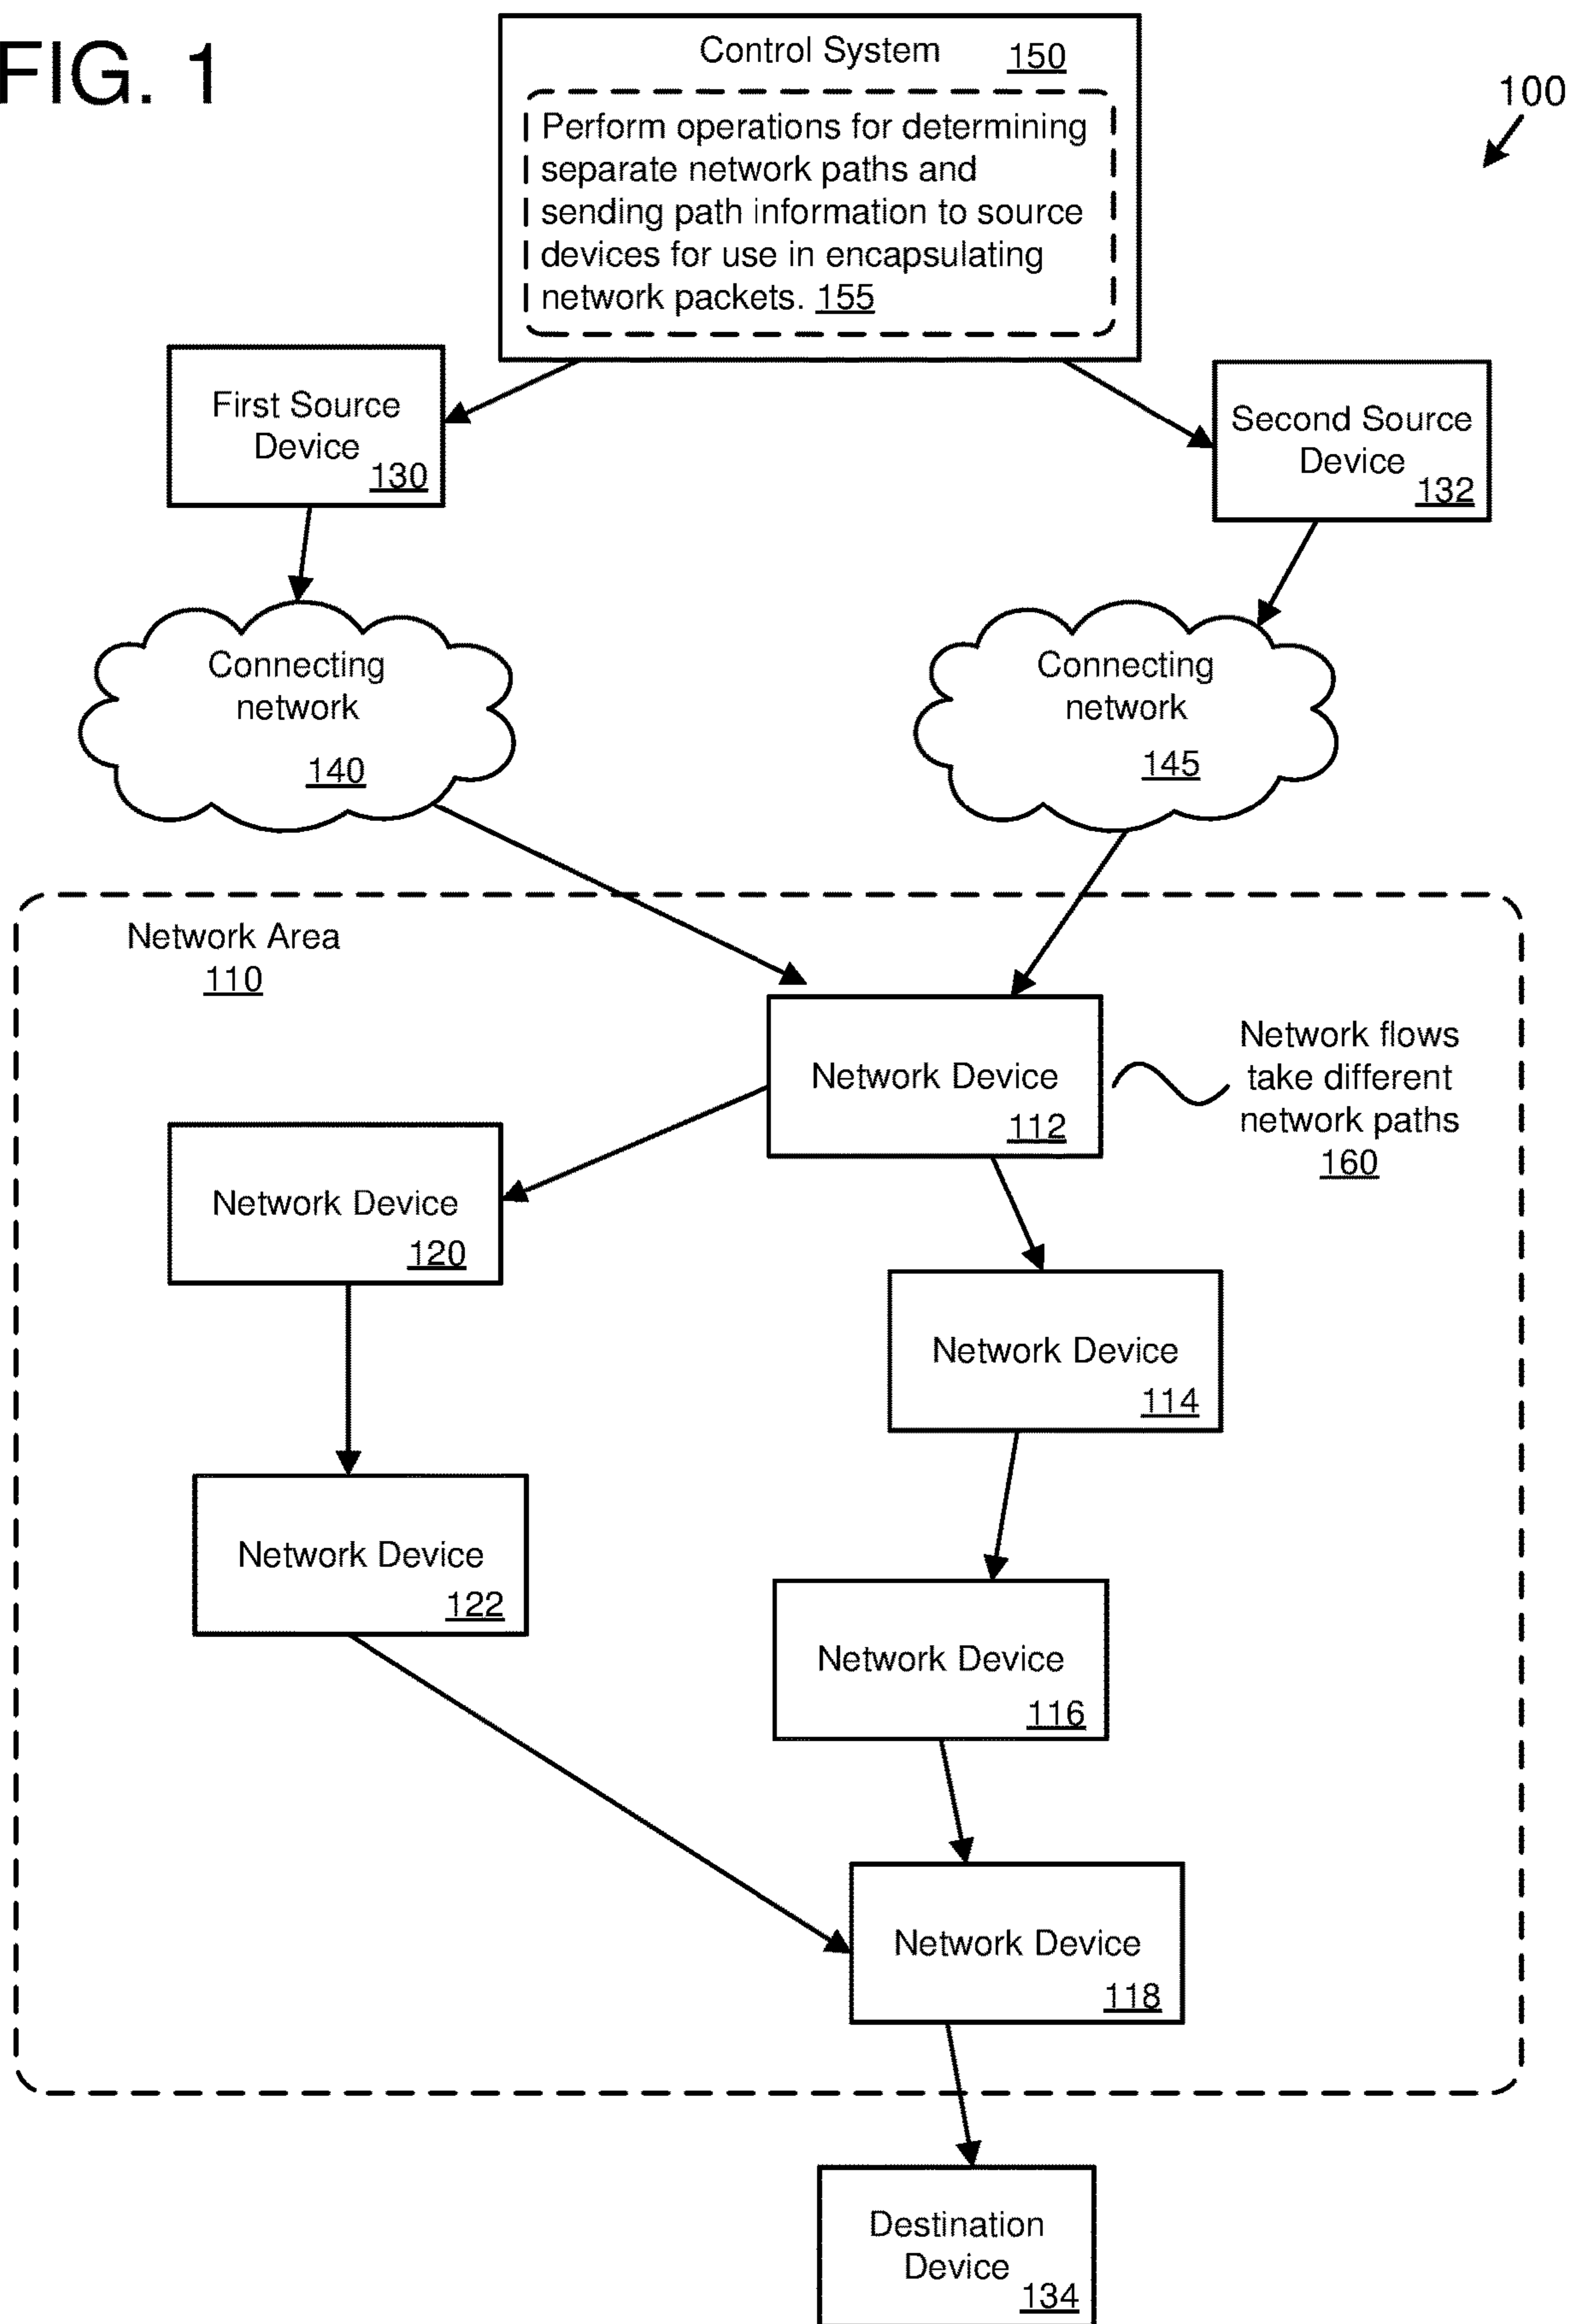 FIG. 1
Control System 150
100
Perform operations for determining
separate network paths and
sending path information to source
devices for use in encapsulating
network packets. 155
First Source
Device
130
Second Source
Device
132
Connecting
network
140
Connecting
network
145
Network Area
110
Network Device
112
Network flows
take different
network paths
160
Network Device
120
Network Device
114
Network Device
122
Network Device
116
Network Device
118
Destination
Device
134